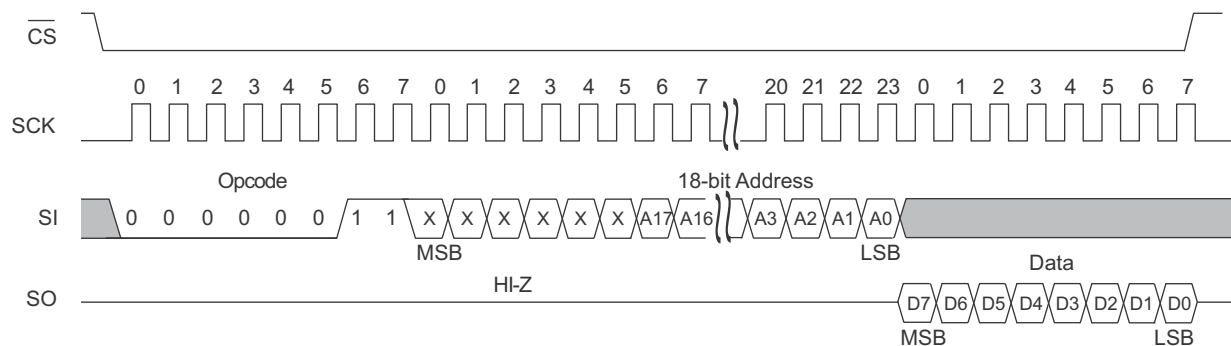 CS
0 1 2 3 4 5 6 7 0 1 2 3 4 5 6 7 20 21 22 23 0 1 2 3 4 5 6 7
SCK
Opcode 18-bit Address
SI 0 0 0 0 0 0 1 1 X X X X X X A17 A16 A3 A2 A1 A0
MSB LSB
HI-Z Data
SO D7 D6 D5 D4 D3 D2 D1 D0
MSB LSB